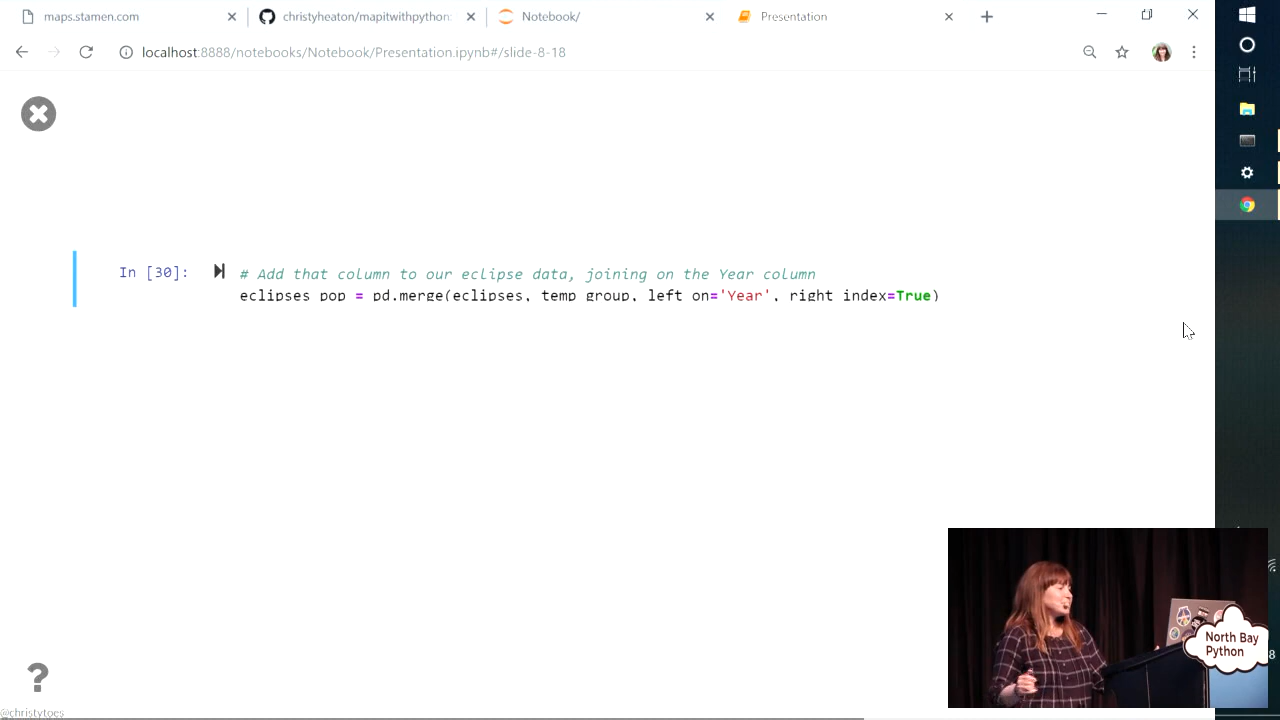 maps.stamen.com
christyheaton/mapitwithpython:
Notebook/
Presentation
localhost:8888/notebooks/Notebook/Presentation.ipynb#/slide-8-18
In [30]:
# Add that column to our eclipse data, joining on the Year column
eclipses_pop = pd.merge(eclipses, temp_group, left_on='Year', right_index=True)
North Bay
Python
8
?
@christytoes